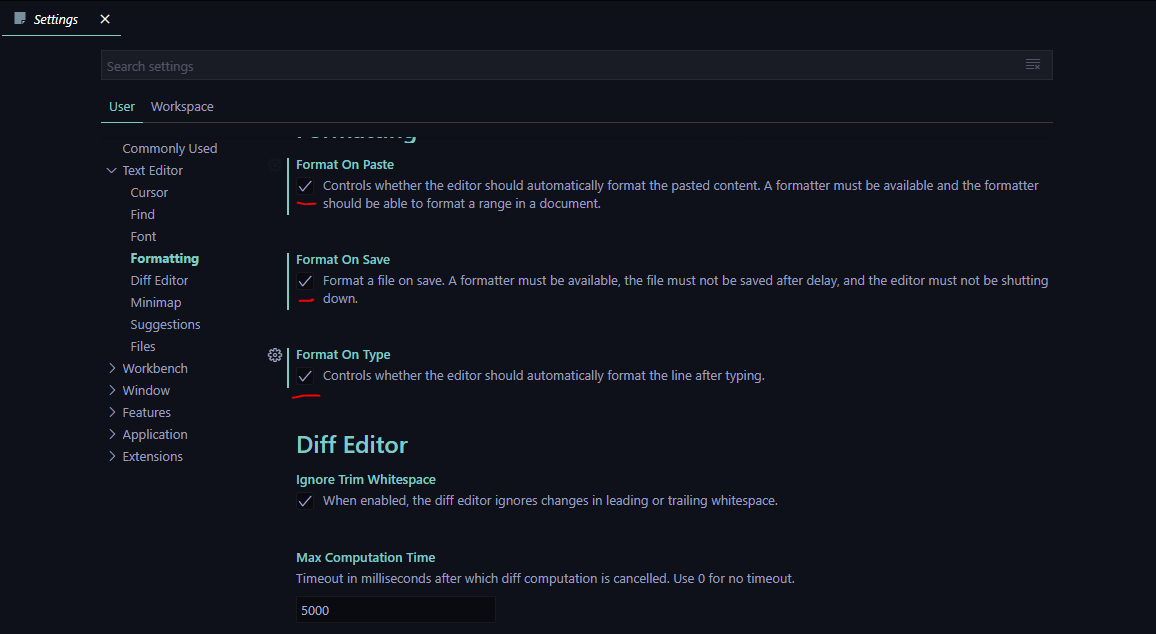 Settings
Search settings
User Workspace
Commonly Used
Text Editor
Cursor
Find
Font
Formatting
Diff Editor
Minimap
Suggestions
Files
Workbench
Window
Features
Application
Extensions
Formatting
Format On Paste
Controls whether the editor should automatically format the pasted content. A formatter must be available and the formatter
should be able to format a range in a document.
Format On Save
Format a file on save. A formatter must be available, the file must not be saved after delay, and the editor must not be shutting
down.
Format On Type
Controls whether the editor should automatically format the line after typing.
Diff Editor
Ignore Trim Whitespace
When enabled, the diff editor ignores changes in leading or trailing whitespace.
Max Computation Time
Timeout in milliseconds after which diff computation is cancelled. Use 0 for no timeout.
5000